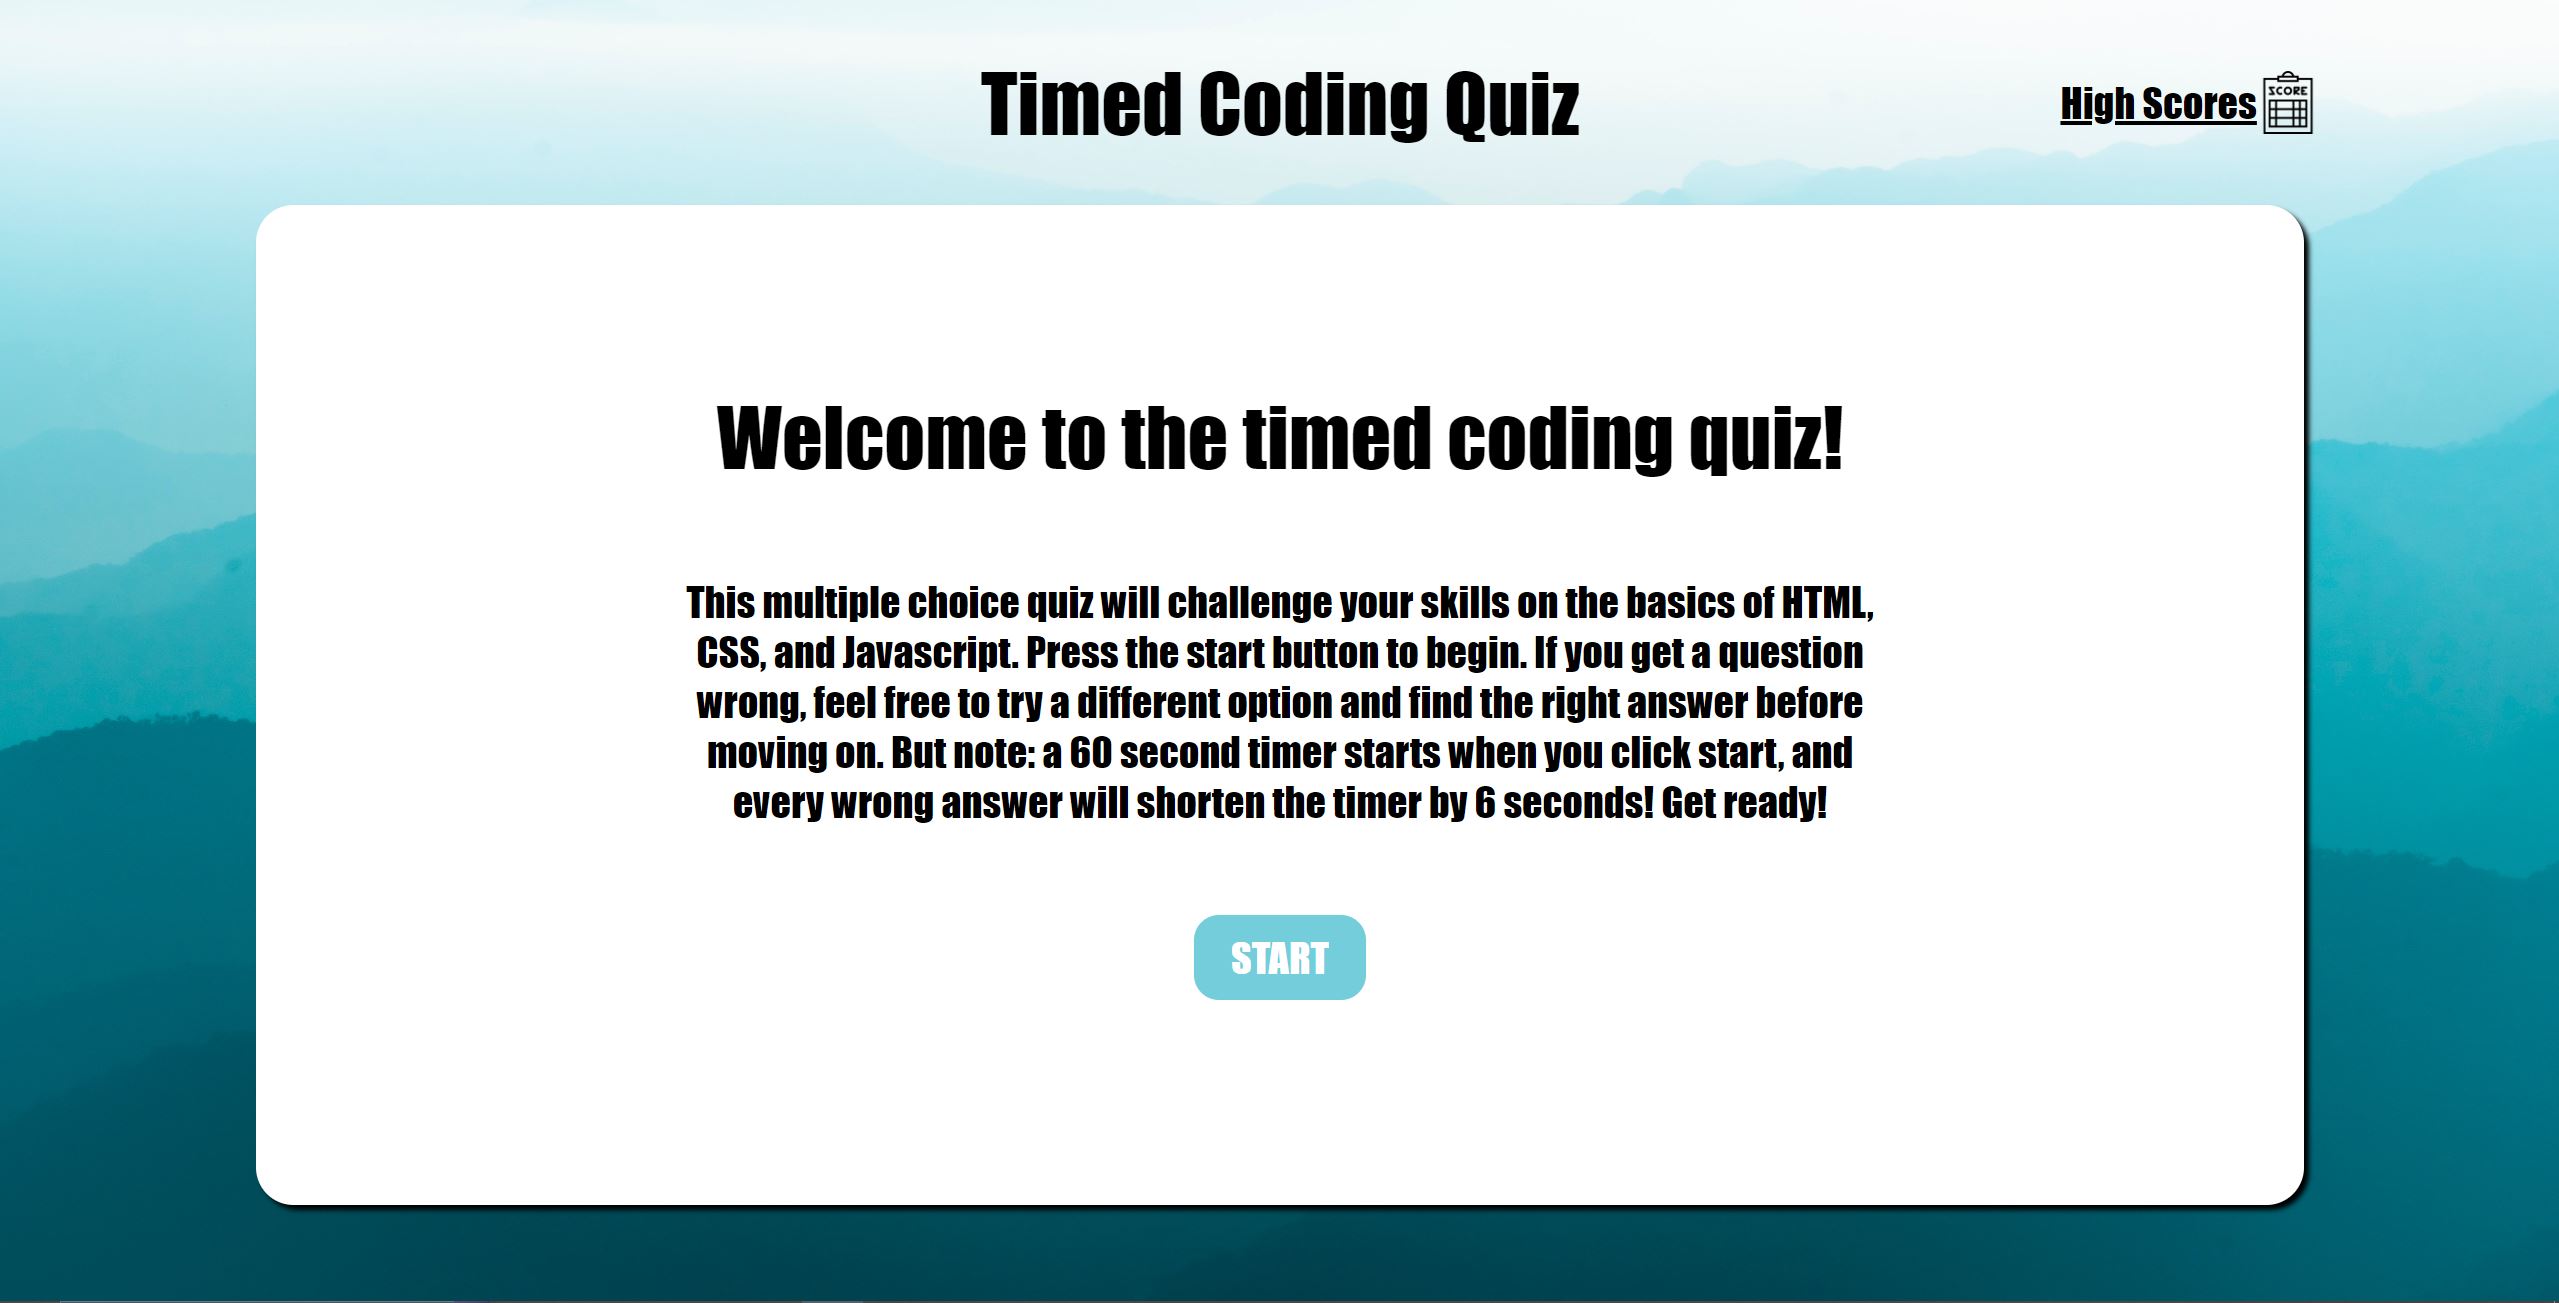 Timed Coding Quiz
High Scores
SCORE
Welcome to the timed coding quiz!
This multiple choice quiz will challenge your skills on the basics of HTML,
CSS, and Javascript. Press the start button to begin. If you get a question
wrong, feel free to try a different option and find the right answer before
moving on. But note: a 60 second timer starts when you click start, and
every wrong answer will shorten the timer by 6 seconds! Get ready!
START